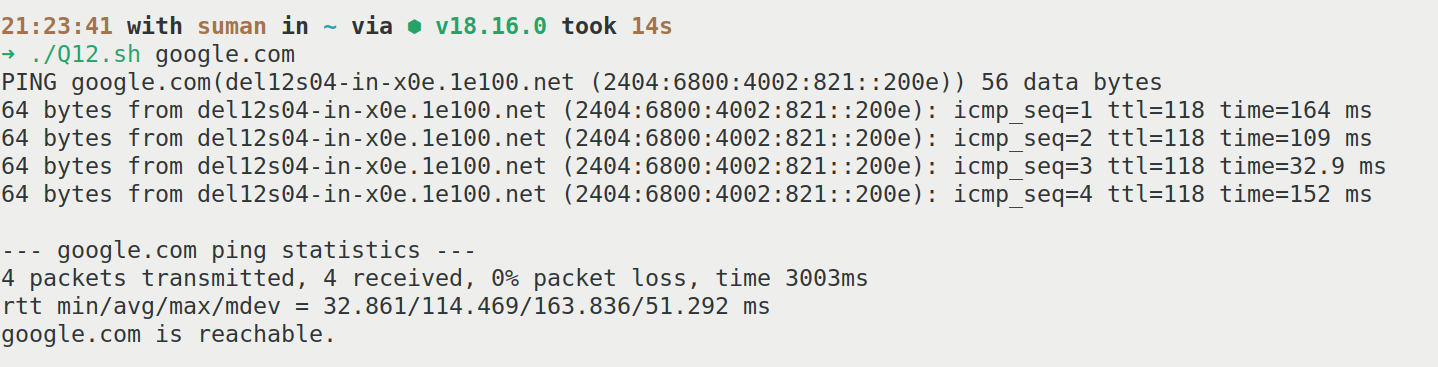 21:23:41 with suman in ~ via ⬢ v18.16.0 took 14s
➜ ./Q12.sh google.com
PING google.com(del12s04-in-x0e.1e100.net (2404:6800:4002:821::200e)) 56 data bytes
64 bytes from del12s04-in-x0e.1e100.net (2404:6800:4002:821::200e): icmp_seq=1 ttl=118 time=164 ms
64 bytes from del12s04-in-x0e.1e100.net (2404:6800:4002:821::200e): icmp_seq=2 ttl=118 time=109 ms
64 bytes from del12s04-in-x0e.1e100.net (2404:6800:4002:821::200e): icmp_seq=3 ttl=118 time=32.9 ms
64 bytes from del12s04-in-x0e.1e100.net (2404:6800:4002:821::200e): icmp_seq=4 ttl=118 time=152 ms

--- google.com ping statistics ---
4 packets transmitted, 4 received, 0% packet loss, time 3003ms
rtt min/avg/max/mdev = 32.861/114.469/163.836/51.292 ms
google.com is reachable.